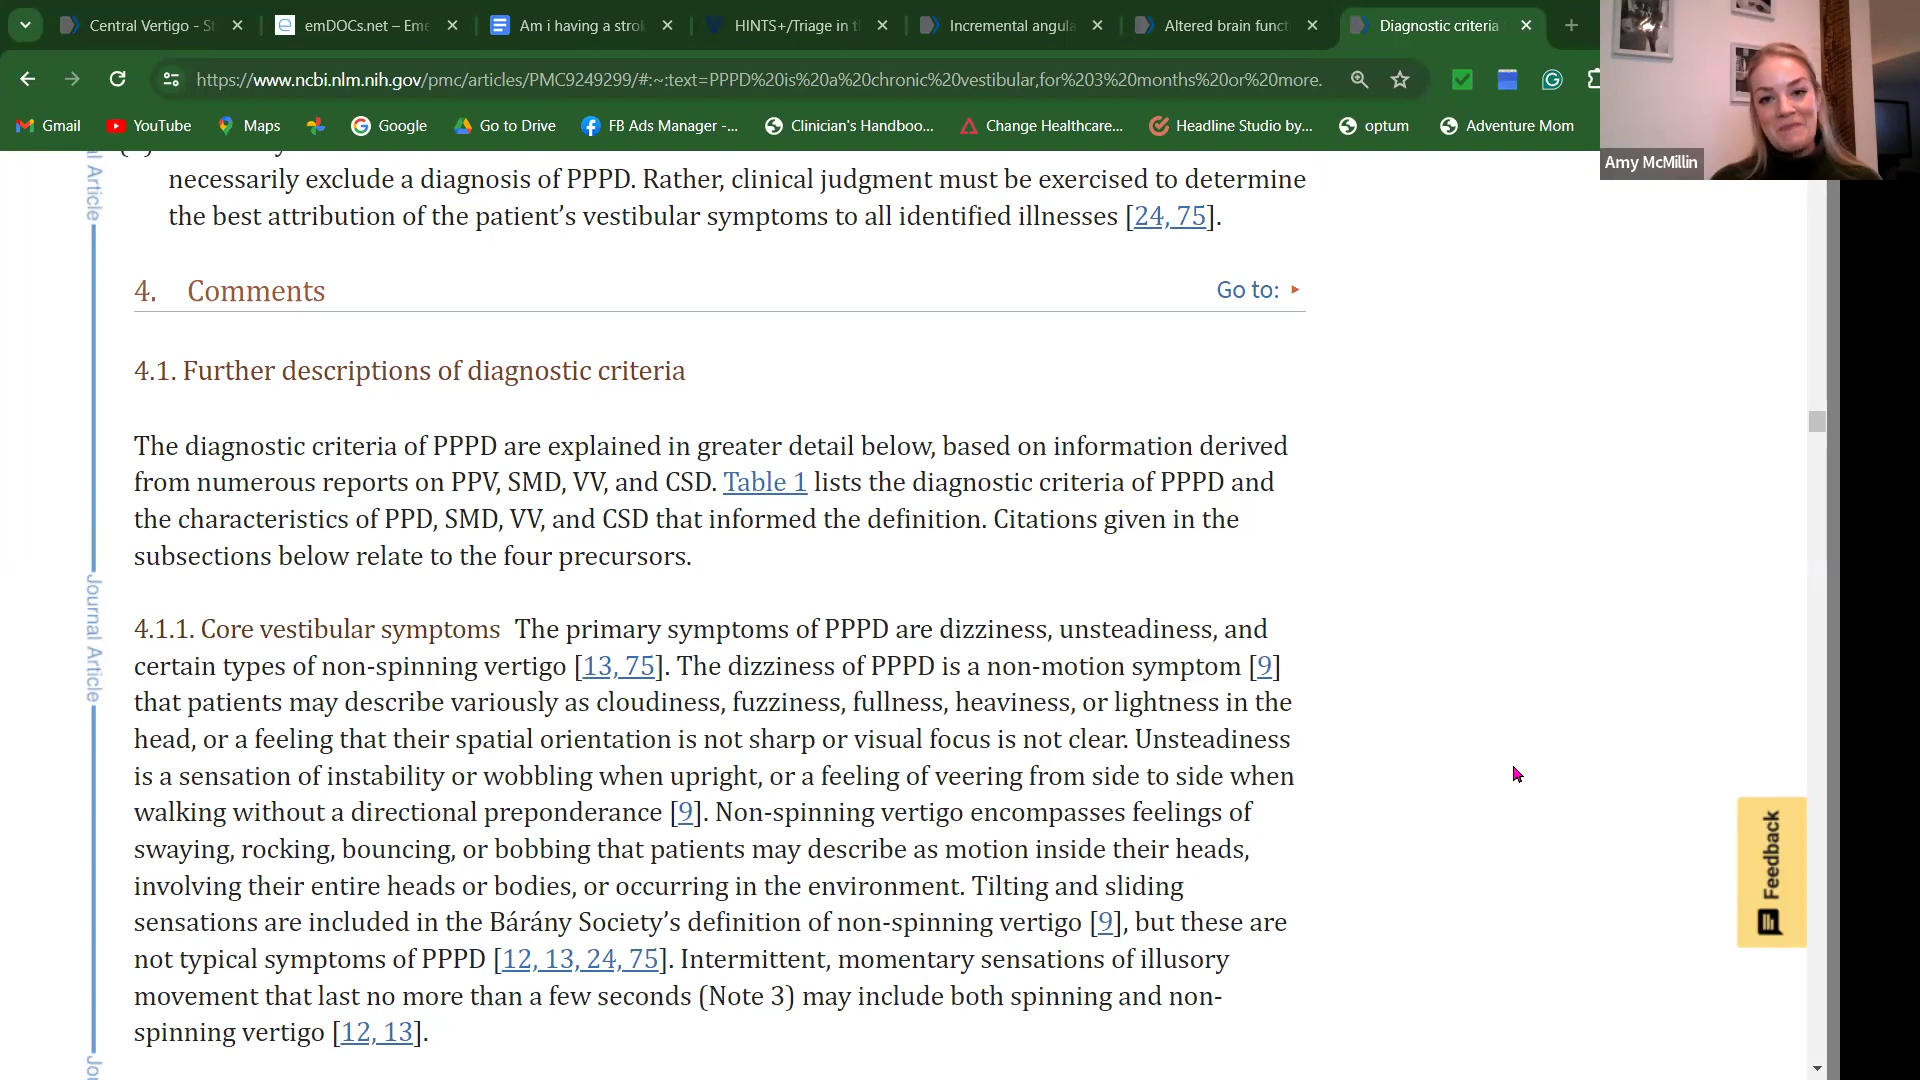 Central Vertigo - St
emDOCs.net – Eme
Am i having a strok
HINTS+/Triage in t
Incremental angula
Altered brain funct
Diagnostic criteria
https://www.ncbi.nlm.nih.gov/pmc/articles/PMC9249299/#:~:text=PPPD%20is%20a%20chronic%20vestibular,for%203%20months%20or%20more.
Gmail
YouTube
Maps
Google
Go to Drive
FB Ads Manager -...
Clinician's Handboo...
Change Healthcare...
Headline Studio by...
optum
Adventure Mom
Amy McMillin
necessarily exclude a diagnosis of PPPD. Rather, clinical judgment must be exercised to determine
the best attribution of the patient's vestibular symptoms to all identified illnesses [24, 75].
4. Comments
Go to:
4.1. Further descriptions of diagnostic criteria
The diagnostic criteria of PPPD are explained in greater detail below, based on information derived
from numerous reports on PPV, SMD, VV, and CSD. Table 1 lists the diagnostic criteria of PPPD and
the characteristics of PPD, SMD, VV, and CSD that informed the definition. Citations given in the
subsections below relate to the four precursors.
4.1.1. Core vestibular symptoms The primary symptoms of PPPD are dizziness, unsteadiness, and
certain types of non-spinning vertigo [13, 75]. The dizziness of PPPD is a non-motion symptom [9]
that patients may describe variously as cloudiness, fuzziness, fullness, heaviness, or lightness in the
head, or a feeling that their spatial orientation is not sharp or visual focus is not clear. Unsteadiness
is a sensation of instability or wobbling when upright, or a feeling of veering from side to side when
walking without a directional preponderance [9]. Non-spinning vertigo encompasses feelings of
swaying, rocking, bouncing, or bobbing that patients may describe as motion inside their heads,
involving their entire heads or bodies, or occurring in the environment. Tilting and sliding
sensations are included in the Bárány Society's definition of non-spinning vertigo [9], but these are
not typical symptoms of PPPD [12, 13, 24, 75]. Intermittent, momentary sensations of illusory
movement that last no more than a few seconds (Note 3) may include both spinning and non-
spinning vertigo [12, 13].
al Article
Journal Article
Jo
Feedback